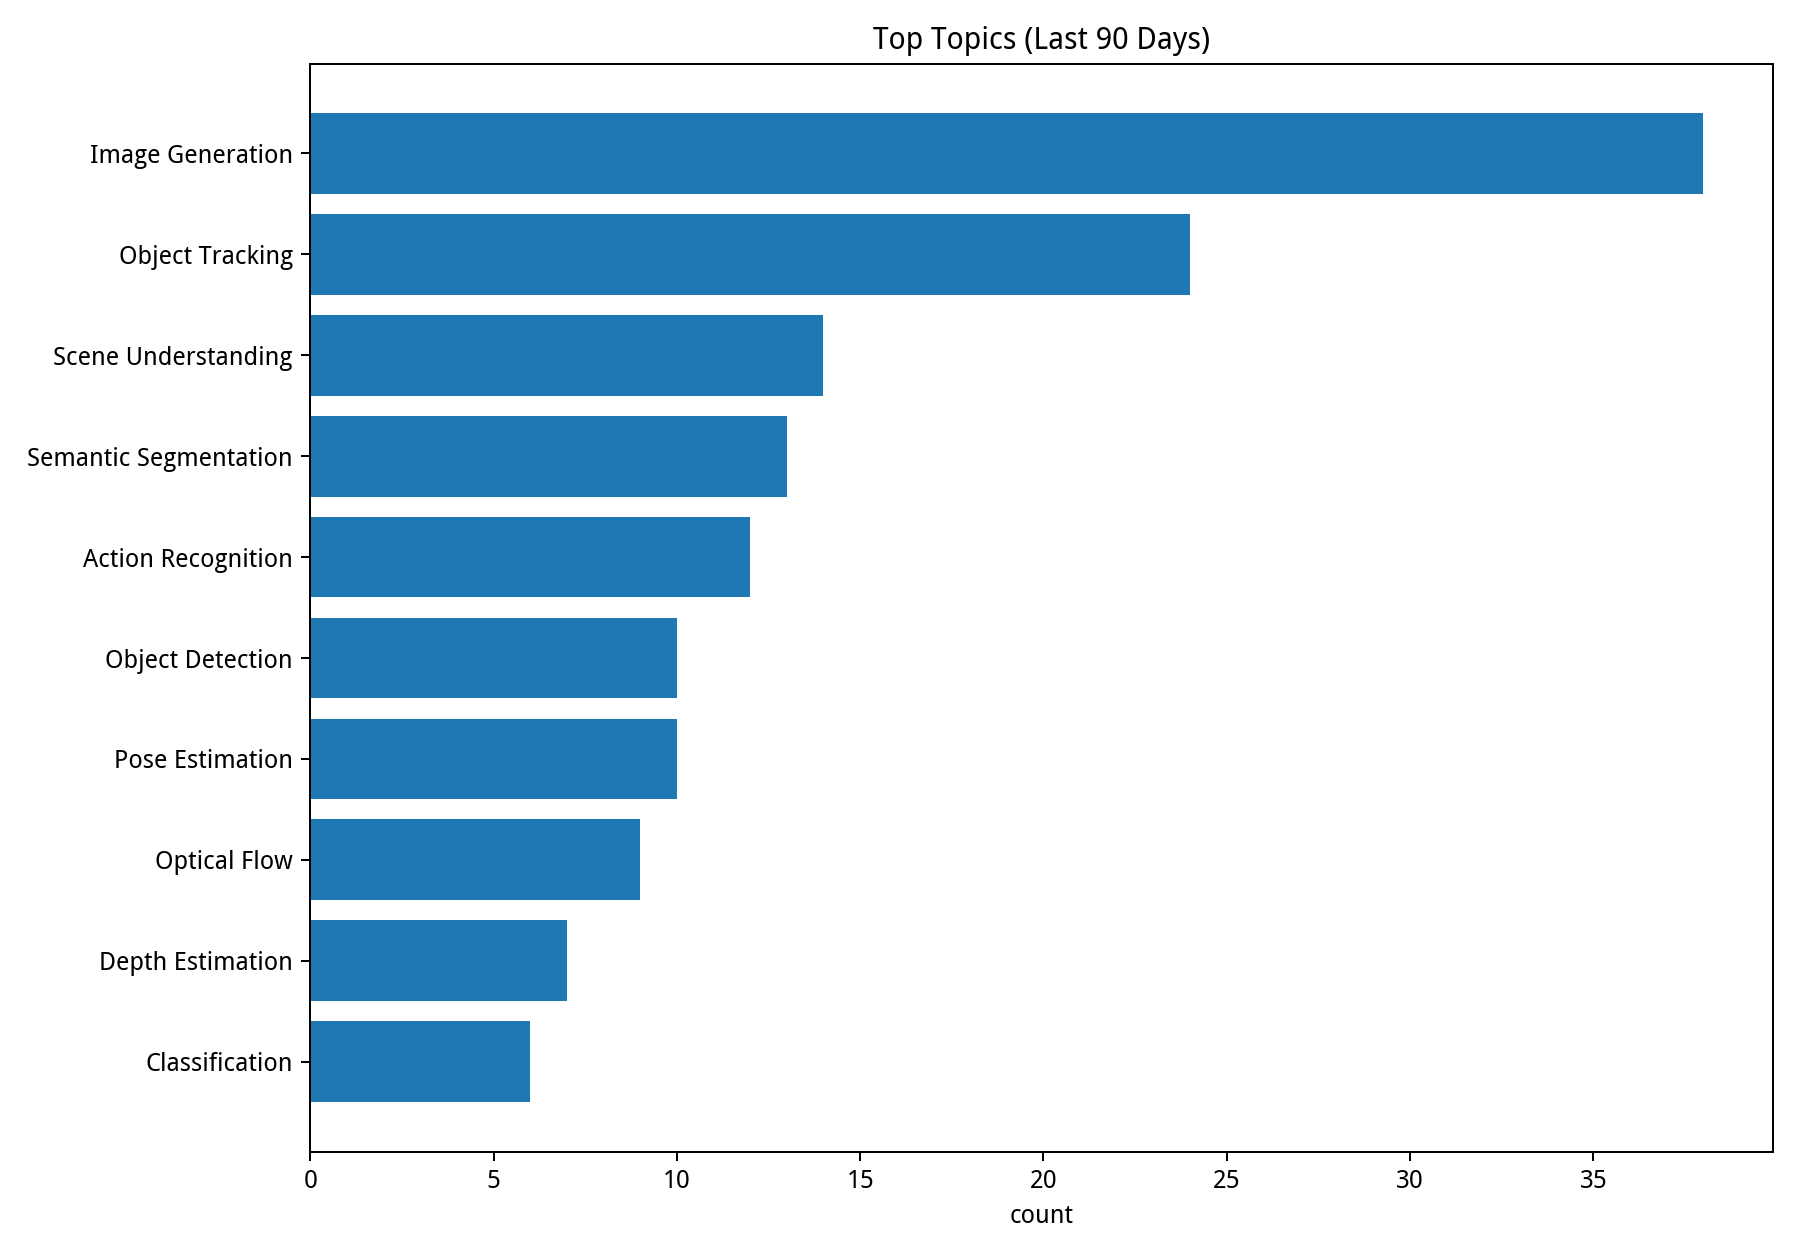 Top Topics (Last 90 Days)
Image Generation
Object Tracking
Scene Understanding
Semantic Segmentation
Action Recognition
Object Detection
Pose Estimation
Optical Flow
Depth Estimation
Classification
0 5 10 15 20 25 30 35
count